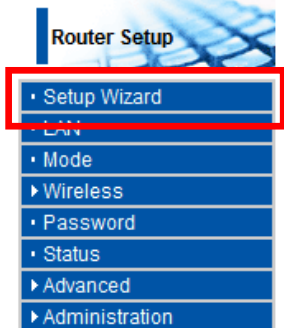 Router Setup
· Setup Wizard
· LAN
· Mode
Wireless
· Password
· Status
Advanced
Administration